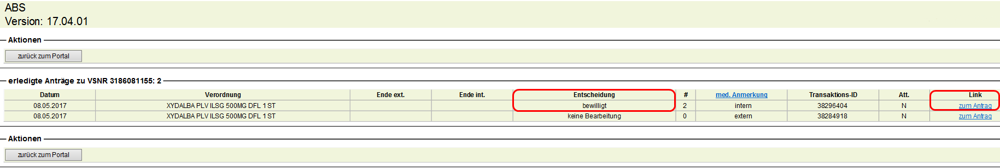 ABS
Version: 17.04.01
Aktionen
zurück zum Portal
erledigte Anträge zu VSNR 3186081155: 2
Datum Verordnung Ende ext. Ende int. Entscheidung # med. Anmerkung Transaktions-ID Att. Link
08.05.2017 XYDALBA PLV ILSG 500MG DFL 1 ST bewilligt 2 intern 38296404 N zum Antrag
08.05.2017 XYDALBA PLV ILSG 500MG DFL 1 ST keine Bearbeitung 0 extern 38284918 N zum Antrag
Aktionen
zurück zum Portal